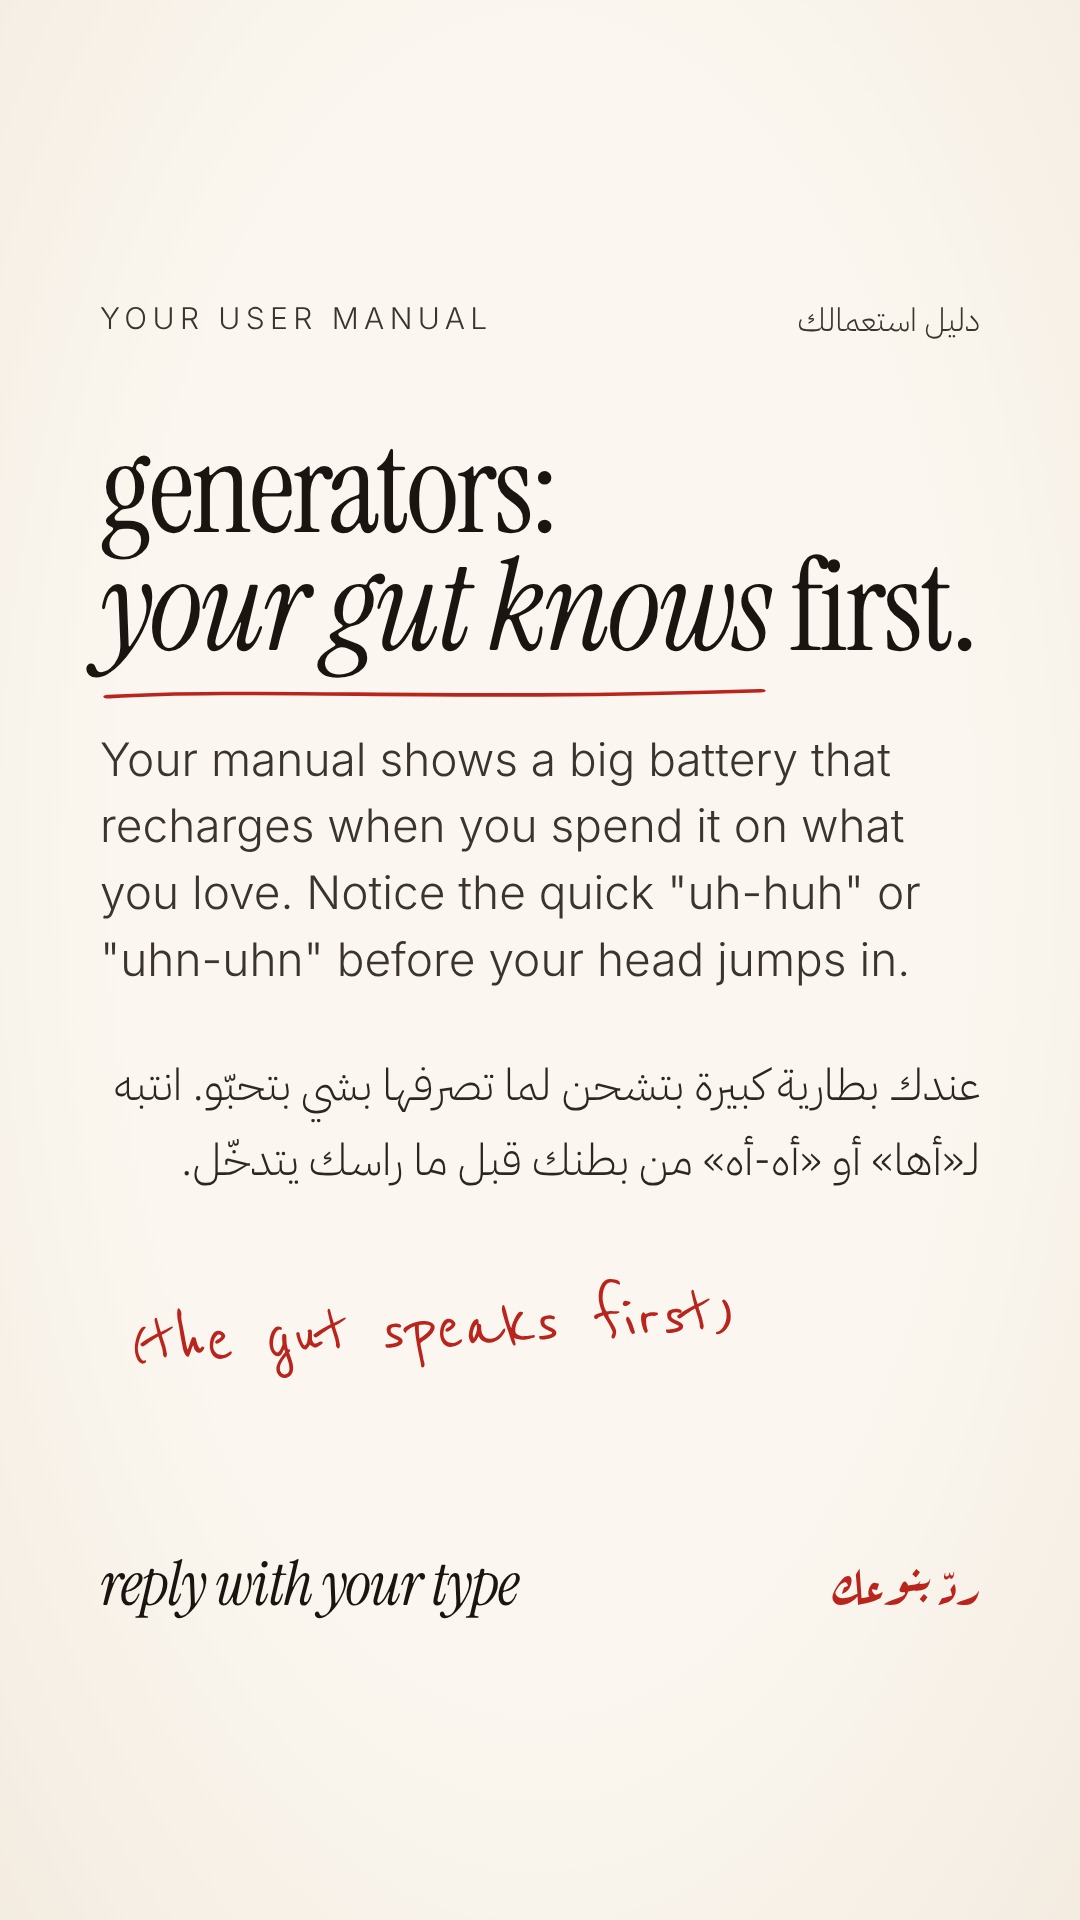 YOUR USER MANUAL
دليل استعمالك
generators:
your gut knows first.
Your manual shows a big battery that
recharges when you spend it on what
you love. Notice the quick "uh-huh" or
"uhn-uhn" before your head jumps in.
عندك بطارية كبيرة بتشحن لما تصرفها بشي بتحبّو. انتبه
لـ«أها» أو «أه-أه» من بطنك قبل ما راسك يتدخّل.
(the gut speaks first)
reply with your type
ردّ بنوعك